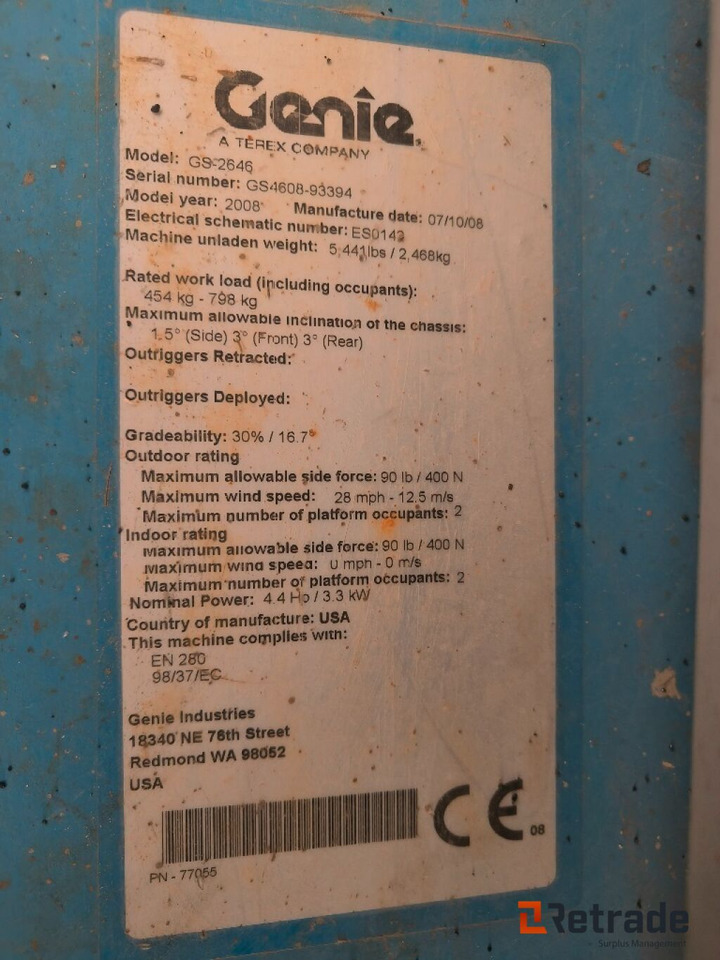 Genie.
A TEREX COMPANY
Model: GS-2646
Serial number: GS4608-93394
Model year: 2008 Manufacture date: 07/10/08
Electrical schematic number: ES0143
Machine unladen weight: 5,441lbs / 2,468kg
Rated work load (including occupants):
454 kg - 798 kg
Maximum allowable inclination of the chassis:
1.5° (Side) 3° (Front) 3° (Rear)
Outriggers Retracted:
Outriggers Deployed:
Gradeability: 30% / 16.7°
Outdoor rating
Maximum allowable side force: 90 lb / 400 N
Maximum wind speed: 28 mph - 12.5 m/s
Maximum number of platform occupants: 2
Indoor rating
Maximum allowable side force: 90 lb / 400 N
Maximum wind speed: 0 mph - 0 m/s
Maximum number of platform occupants: 2
Nominal Power: 4.4 Hp / 3.3 kW
Country of manufacture: USA
This machine complies with:
EN 280
98/37/EC
Genie Industries
18340 NE 76th Street
Redmond WA 98052
USA
CE 08
PN - 77055
Retrade
Surplus Management